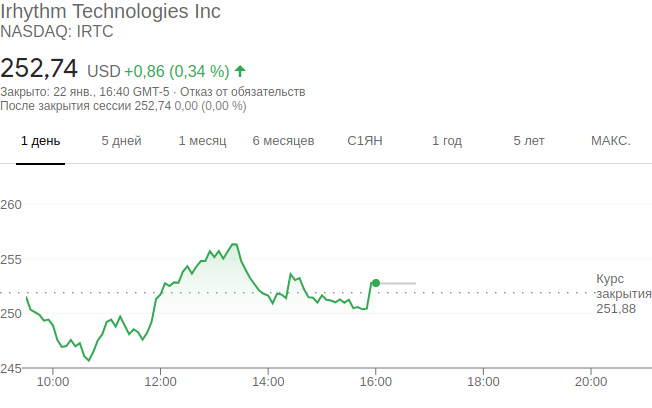 Irhythm Technologies Inc
NASDAQ: IRTC
252,74 USD +0,86 (0,34 %)
Закрыто: 22 янв., 16:40 GMT-5 · Отказ от обязательств
После закрытия сессии 252,74 0,00 (0,00 %)
1 день 5 дней 1 месяц 6 месяцев С1ЯН 1 год 5 лет МАКС.
260
255
Курс
закрытия
251,88
250
245
10:00 12:00 14:00 16:00 18:00 20:00